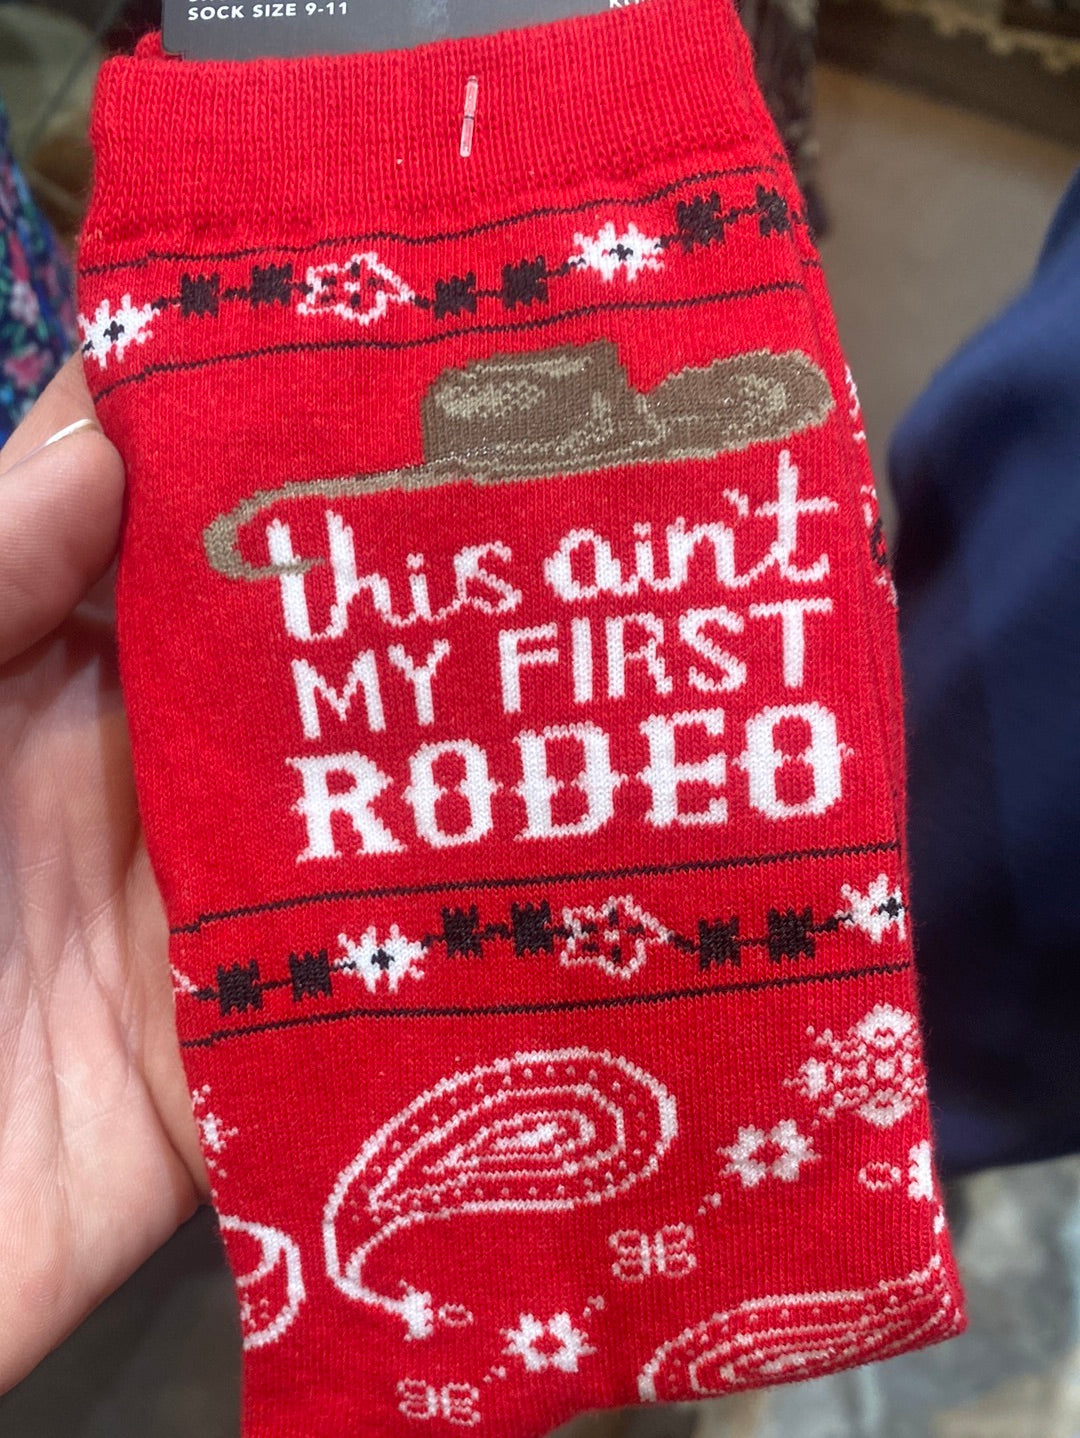 SOCK SIZE 9-11
this ain't
MY FIRST
RODEO